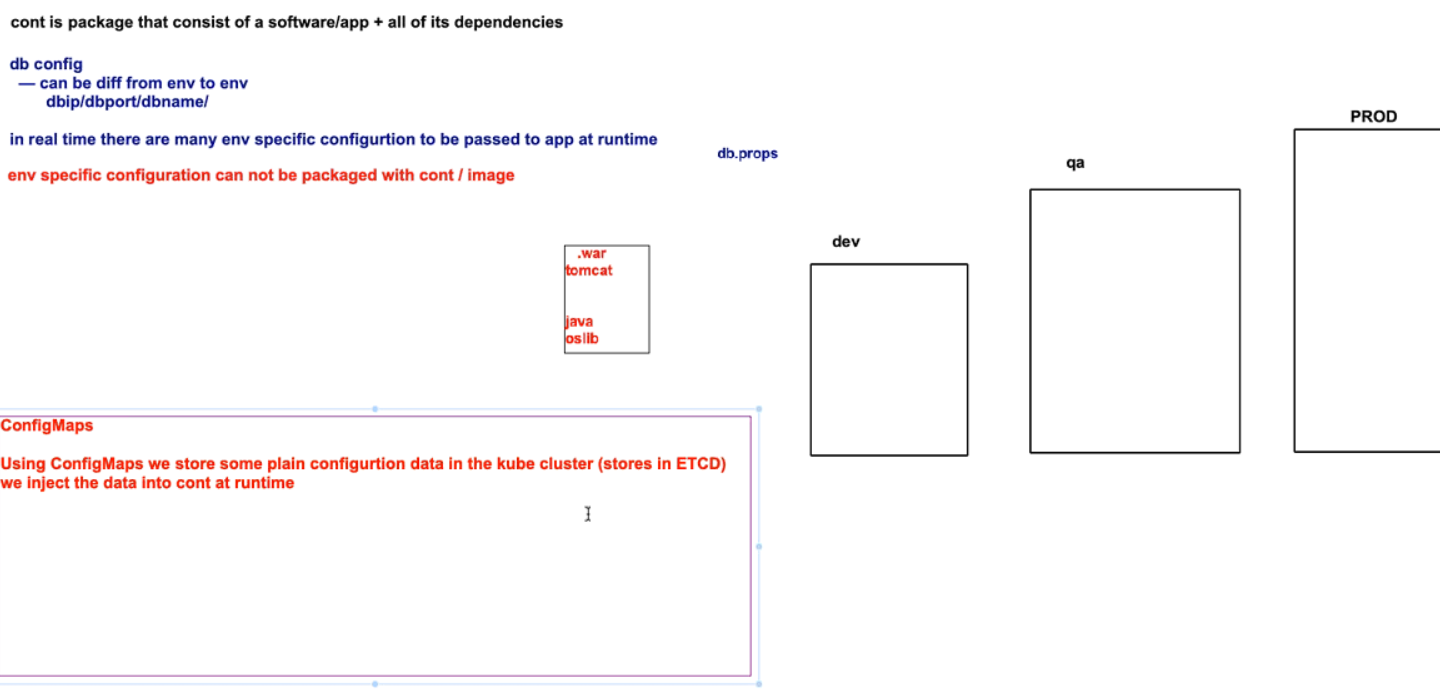 cont is package that consist of a software/app + all of its dependencies
db config
— can be diff from env to env
dbip/dbport/dbname/
in real time there are many env specific configurtion to be passed to app at runtime
env specific configuration can not be packaged with cont / image
db.props
PROD
qa
dev
.war
tomcat
java
oslib
ConfigMaps
Using ConfigMaps we store some plain configurtion data in the kube cluster (stores in ETCD)
we inject the data into cont at runtime